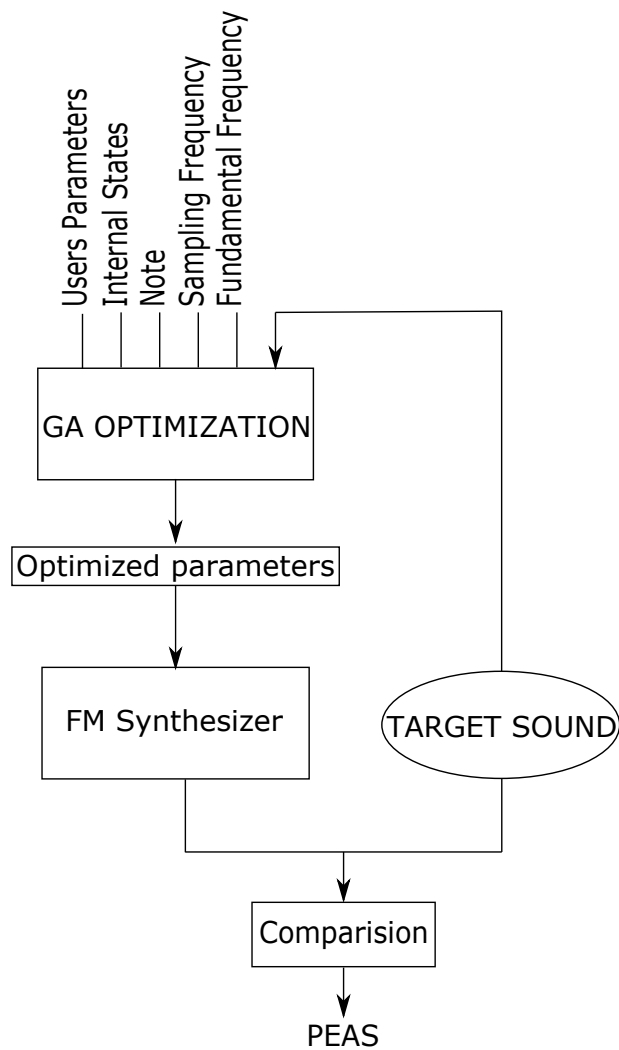 Users Parameters
Internal States
Note
Sampling Frequency
Fundamental Frequency
GA OPTIMIZATION
Optimized parameters
FM Synthesizer
TARGET SOUND
Comparision
PEAS